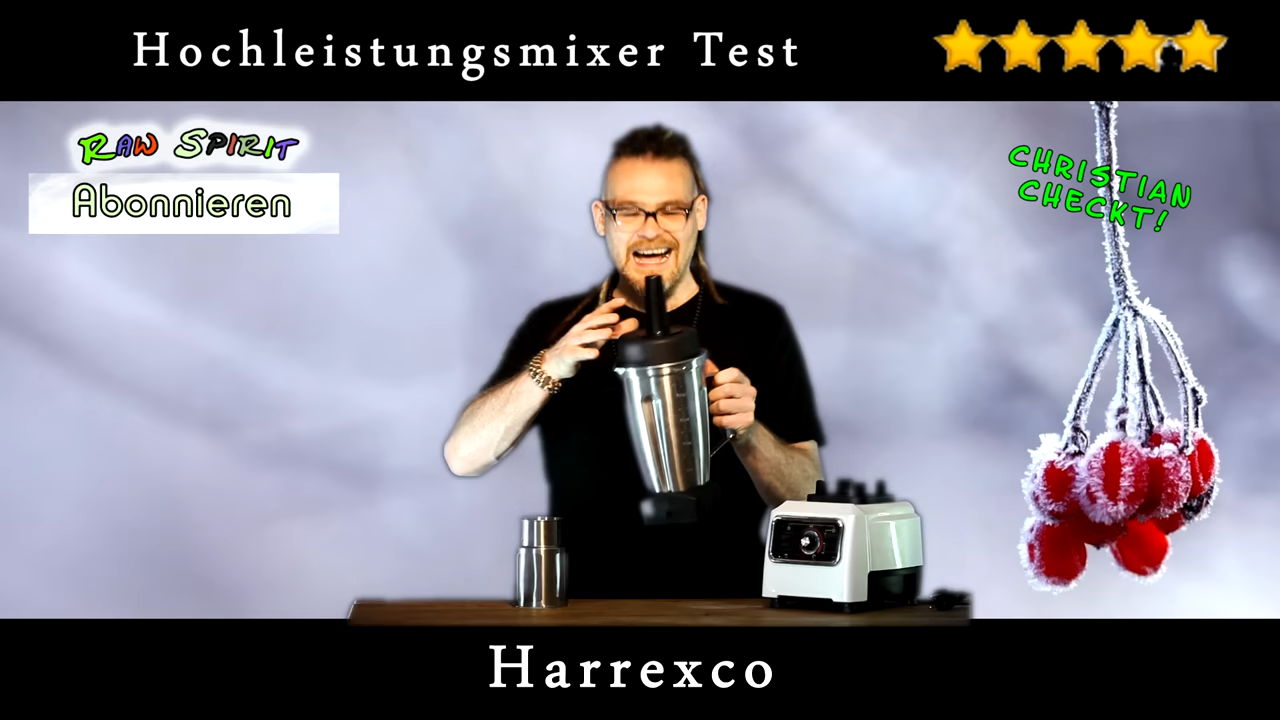 Hochleistungsmixer Test
RAW SPIRIT
Abonnieren
CHRISTIAN
CHECKT!
Harrexco